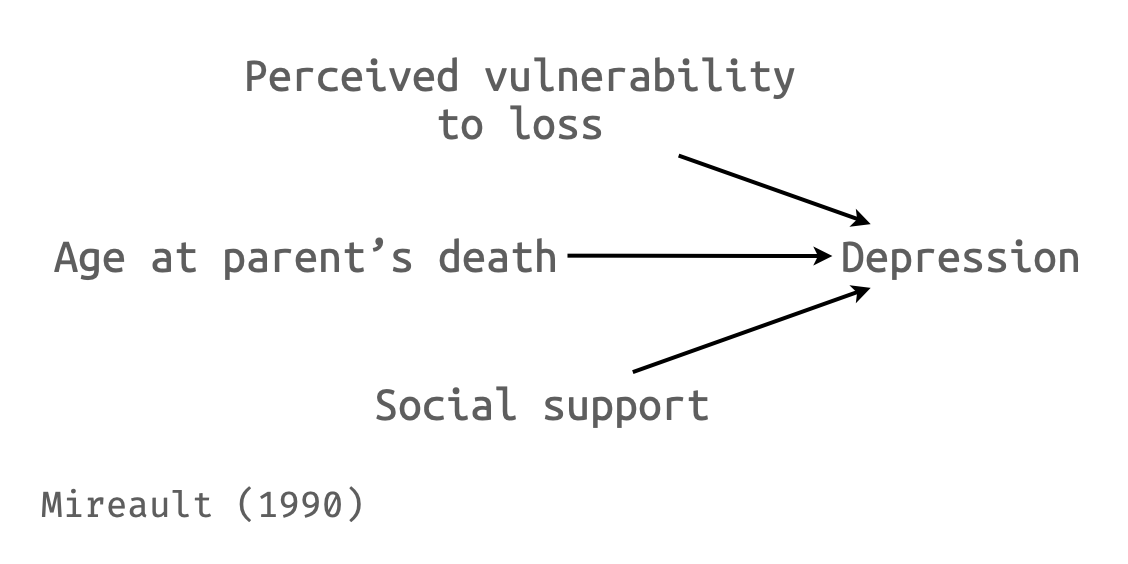 Perceived vulnerability
to loss
Age at parent’s death
Depression
Social support
Mireault (1990)